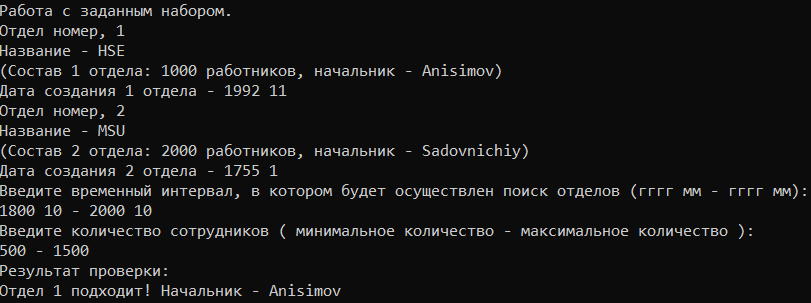 Работа с заданным набором.
Отдел номер, 1
Название - HSE
(Состав 1 отдела: 1000 работников, начальник - Anisimov)
Дата создания 1 отдела - 1992 11
Отдел номер, 2
Название - MSU
(Состав 2 отдела: 2000 работников, начальник - Sadovnichiy)
Дата создания 2 отдела - 1755 1
Введите временный интервал, в котором будет осуществлен поиск отделов (гггг мм - гггг мм):
1800 10 - 2000 10
Введите количество сотрудников ( минимальное количество - максимальное количество ):
500 - 1500
Результат проверки:
Отдел 1 подходит! Начальник - Anisimov